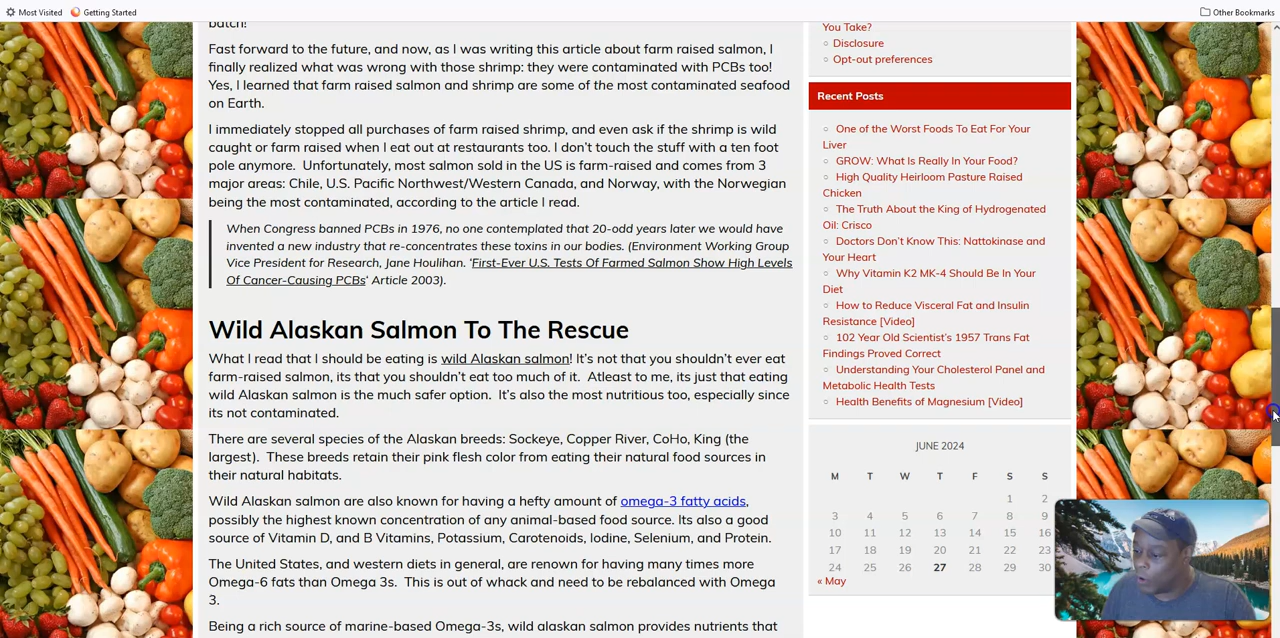 Most Visited
Getting Started
Other Bookmarks
batch!
Fast forward to the future, and now, as I was writing this article about farm raised salmon, I
finally realized what was wrong with those shrimp: they were contaminated with PCBs too!
Yes, I learned that farm raised salmon and shrimp are some of the most contaminated seafood
on Earth.
I immediately stopped all purchases of farm raised shrimp, and even ask if the shrimp is wild
caught or farm raised when I eat out at restaurants too. I don't touch the stuff with a ten foot
pole anymore. Unfortunately, most salmon sold in the US is farm-raised and comes from 3
major areas: Chile, U.S. Pacific Northwest/Western Canada, and Norway, with the Norwegian
being the most contaminated, according to the article I read.
When Congress banned PCBs in 1976, no one contemplated that 20-odd years later we would have
invented a new industry that re-concentrates these toxins in our bodies. (Environment Working Group
Vice President for Research, Jane Houlihan. ‘First-Ever U.S. Tests Of Farmed Salmon Show High Levels
Of Cancer-Causing PCBs‘ Article 2003).
Wild Alaskan Salmon To The Rescue
What I read that I should be eating is wild Alaskan salmon! It's not that you shouldn't ever eat
farm-raised salmon, its that you shouldn't eat too much of it. Atleast to me, its just that eating
wild Alaskan salmon is the much safer option. It's also the most nutritious too, especially since
its not contaminated.
There are several species of the Alaskan breeds: Sockeye, Copper River, CoHo, King (the
largest). These breeds retain their pink flesh color from eating their natural food sources in
their natural habitats.
Wild Alaskan salmon are also known for having a hefty amount of omega-3 fatty acids,
possibly the highest known concentration of any animal-based food source. Its also a good
source of Vitamin D, and B Vitamins, Potassium, Carotenoids, Iodine, Selenium, and Protein.
The United States, and western diets in general, are renown for having many times more
Omega-6 fats than Omega 3s. This is out of whack and need to be rebalanced with Omega
3.
Being a rich source of marine-based Omega-3s, wild alaskan salmon provides nutrients that
You Take?
Disclosure
Opt-out preferences
Recent Posts
One of the Worst Foods To Eat For Your
Liver
GROW: What Is Really In Your Food?
High Quality Heirloom Pasture Raised
Chicken
The Truth About the King of Hydrogenated
Oil: Crisco
Doctors Don't Know This: Nattokinase and
Your Heart
Why Vitamin K2 MK-4 Should Be In Your
Diet
How to Reduce Visceral Fat and Insulin
Resistance [Video]
102 Year Old Scientist's 1957 Trans Fat
Findings Proved Correct
Understanding Your Cholesterol Panel and
Metabolic Health Tests
Health Benefits of Magnesium [Video]
JUNE 2024
M T W T F S S
1 2
3 4 5 6 7 8 9
10 11 12 13 14 15 16
17 18 19 20 21 22 23
24 25 26 27 28 29 30
« May